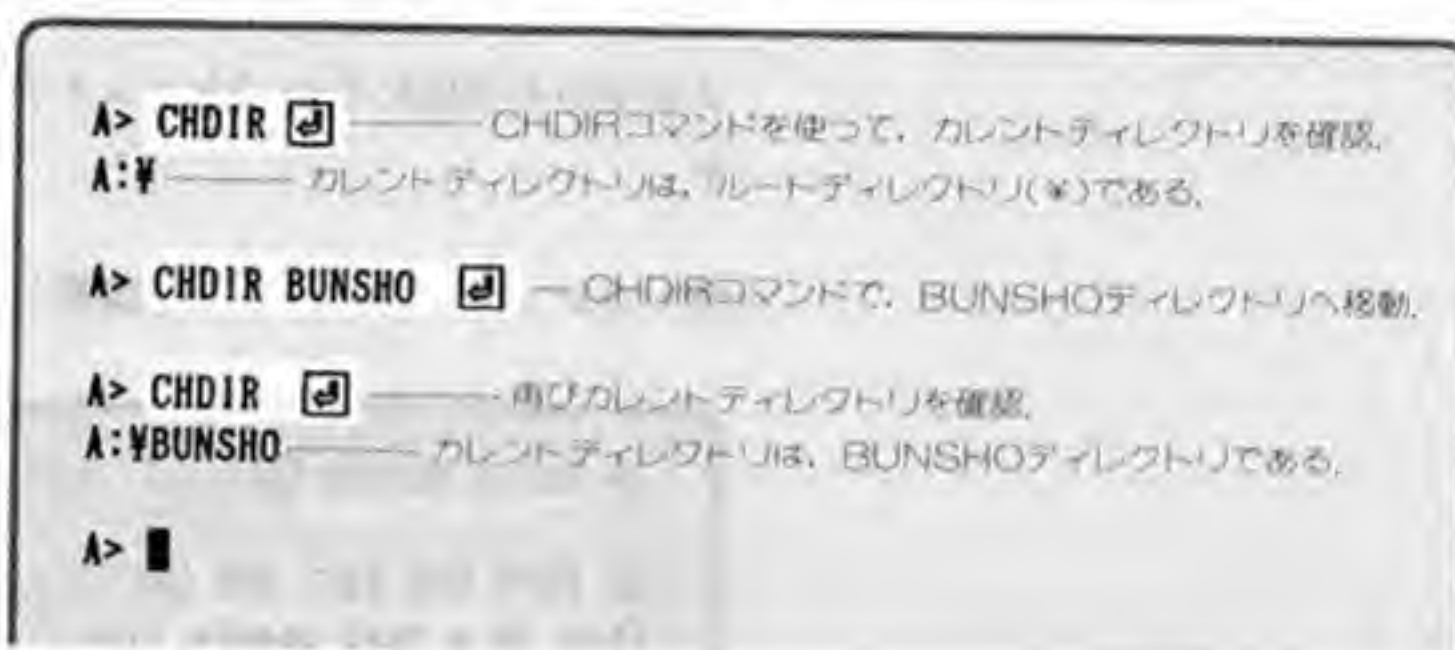 A> CHDIR ⏎ CHDIRコマンドを使って，カレントディレクトリを確認．
A:¥ カレントディレクトリは，ルートディレクトリ(¥)である．
A> CHDIR BUNSHO ⏎ CHDIRコマンドで，BUNSHOディレクトリへ移動．
A> CHDIR ⏎ 再びカレントディレクトリを確認．
A:¥BUNSHO カレントディレクトリは，BUNSHOディレクトリである．
A>